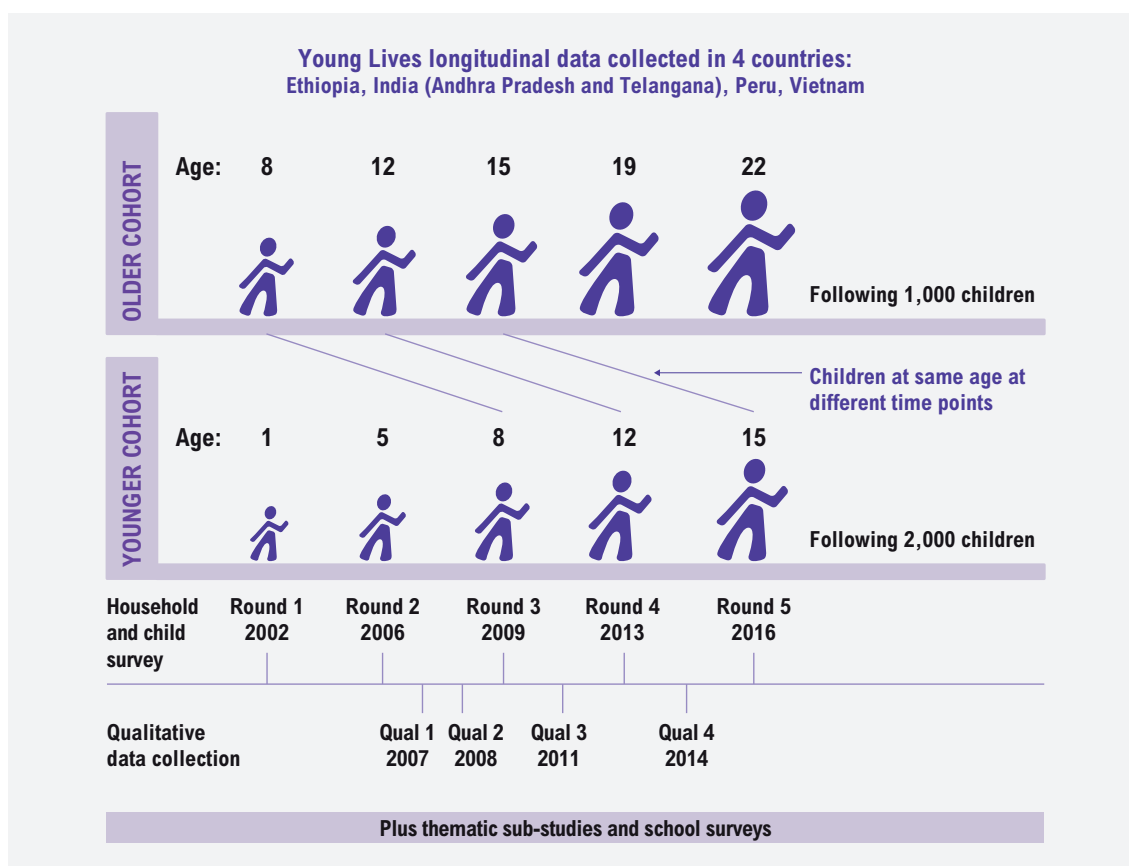 Young Lives longitudinal data collected in 4 countries:
Ethiopia, India (Andhra Pradesh and Telangana), Peru, Vietnam
OLDER COHORT
Age: 8 12 15 19 22
Following 1,000 children
Children at same age at
different time points
YOUNGER COHORT
Age: 1 5 8 12 15
Following 2,000 children
Household Round 1 Round 2 Round 3 Round 4 Round 5
and child 2002 2006 2009 2013 2016
survey
Qualitative Qual 1 Qual 2 Qual 3 Qual 4
data collection 2007 2008 2011 2014
Plus thematic sub-studies and school surveys